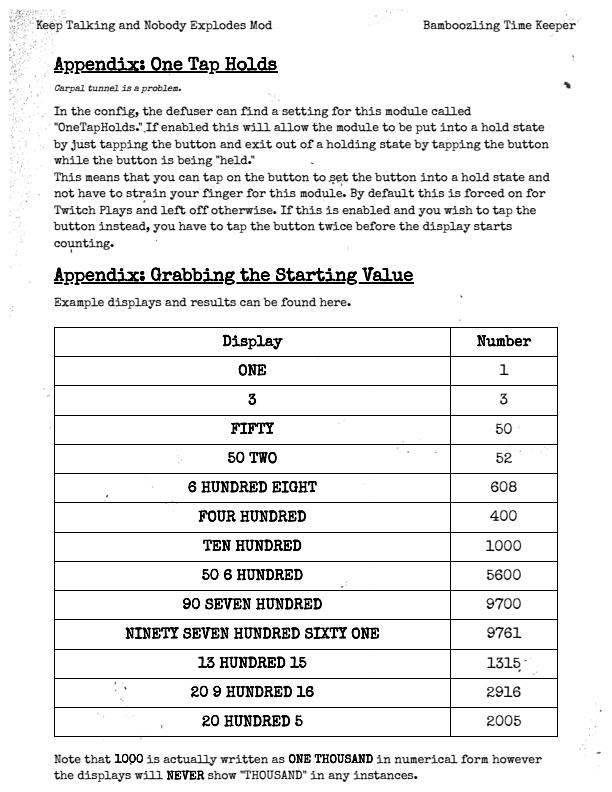 Keep Talking and Nobody Explodes Mod
Bamboozling Time Keeper
Appendix: One Tap Holds
Carpal tunnel is a problem.
In the config, the defuser can find a setting for this module called
"OneTapHolds." If enabled this will allow the module to be put into a hold state
by just tapping the button and exit out of a holding state by tapping the button
while the button is being "held."
This means that you can tap on the button to set the button into a hold state and
not have to strain your finger for this module. By default this is forced on for
Twitch Plays and left off otherwise. If this is enabled and you wish to tap the
button instead, you have to tap the button twice before the display starts
counting.
Appendix: Grabbing the Starting Value
Example displays and results can be found here.
Display Number
ONE 1
3 3
FIFTY 50
50 TWO 52
6 HUNDRED EIGHT 608
FOUR HUNDRED 400
TEN HUNDRED 1000
50 6 HUNDRED 5600
90 SEVEN HUNDRED 9700
NINETY SEVEN HUNDRED SIXTY ONE 9761
13 HUNDRED 15 1315
20 9 HUNDRED 16 2916
20 HUNDRED 5 2005
Note that 1000 is actually written as ONE THOUSAND in numerical form however
the displays will NEVER show "THOUSAND" in any instances.